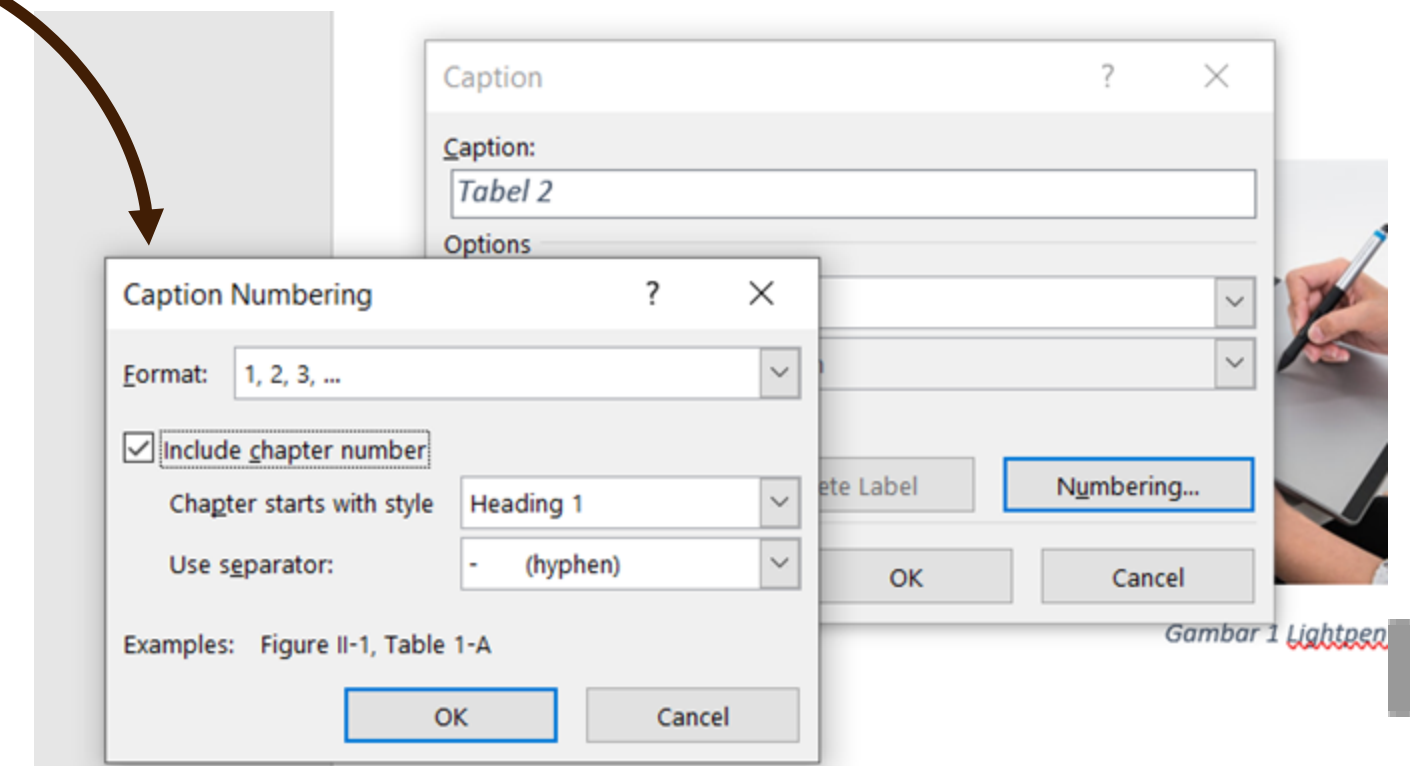 Caption ?
Caption:
Tabel 2
Options
Caption Numbering ?
Format: 1, 2, 3, ...
Include chapter number
Chapter starts with style Heading 1
Use separator: - (hyphen)
Examples: Figure II-1, Table 1-A
OK Cancel
ete Label Numbering...
OK Cancel
Gambar 1 Lightpen